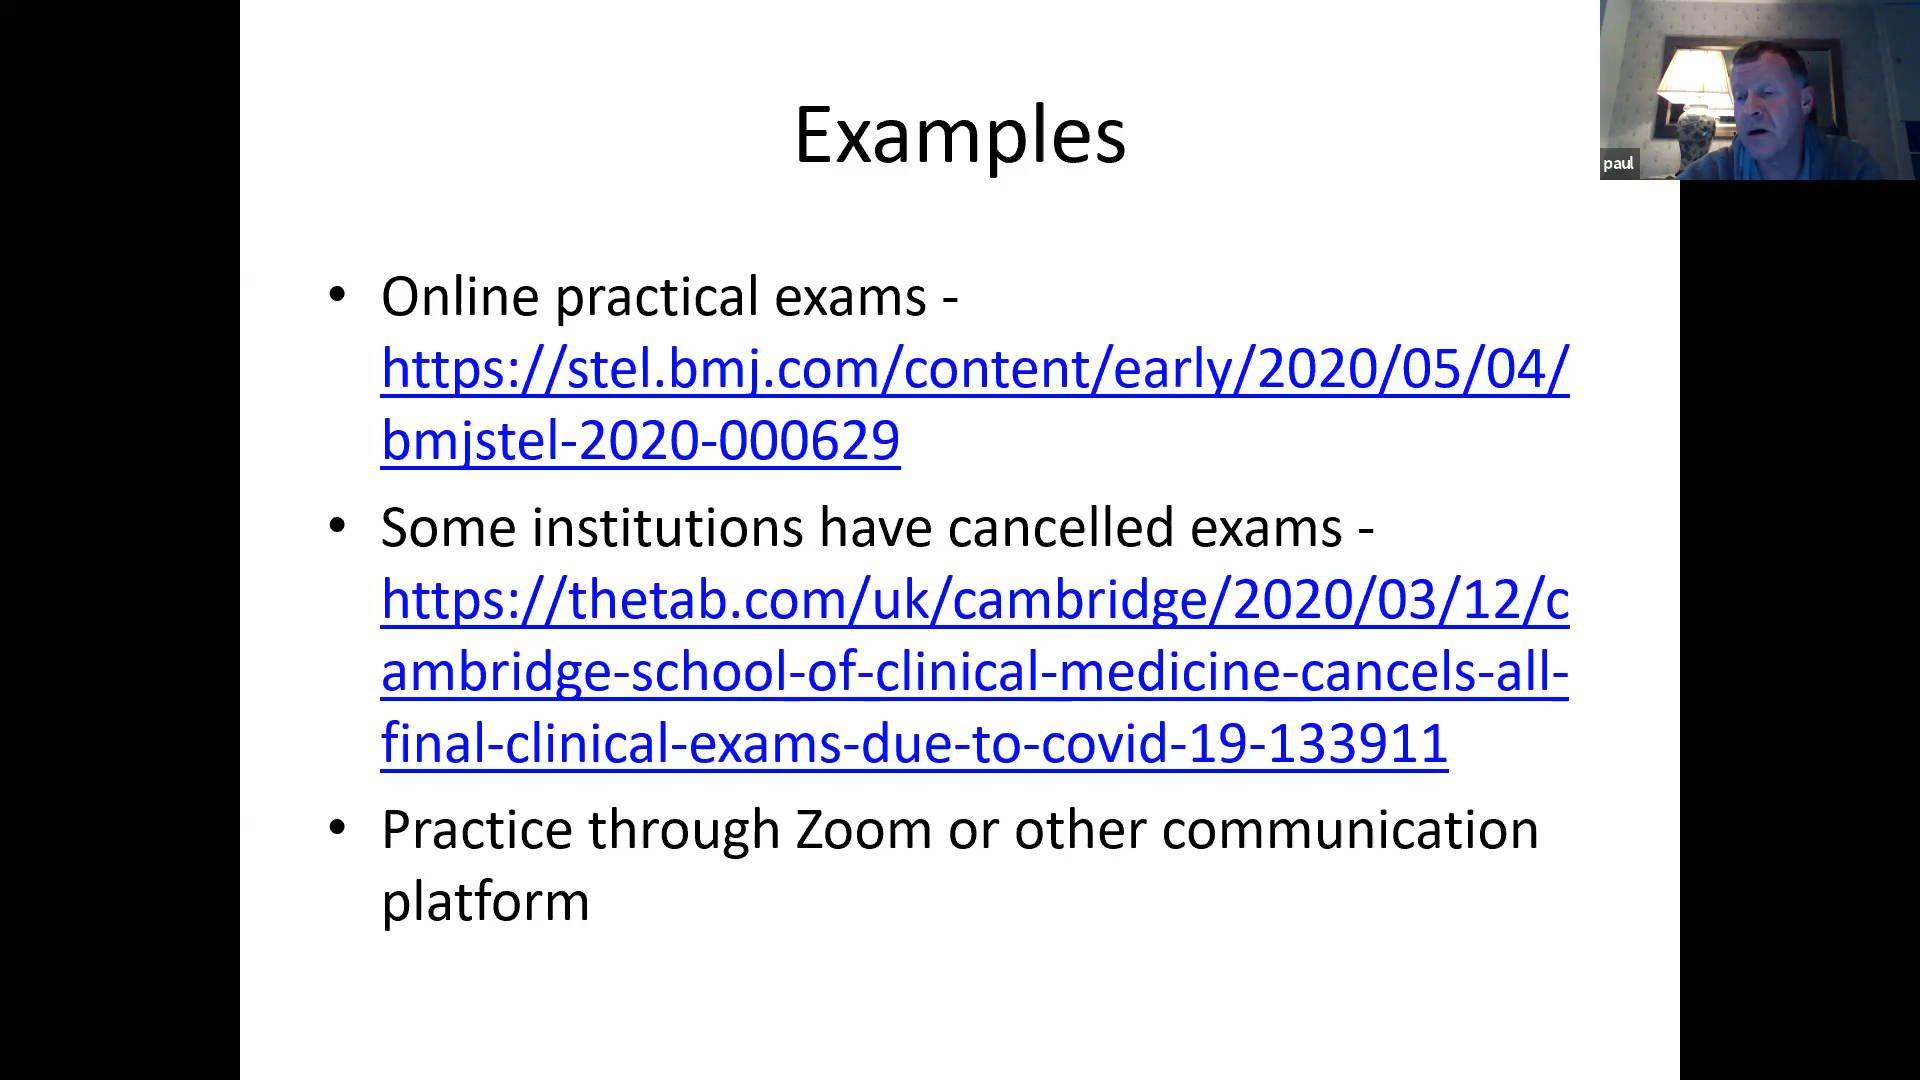 Examples
paul
• Online practical exams -
https://stel.bmj.com/content/early/2020/05/04/
bmjstel-2020-000629
• Some institutions have cancelled exams -
https://thetab.com/uk/cambridge/2020/03/12/c
ambridge-school-of-clinical-medicine-cancels-all-
final-clinical-exams-due-to-covid-19-133911
• Practice through Zoom or other communication
platform